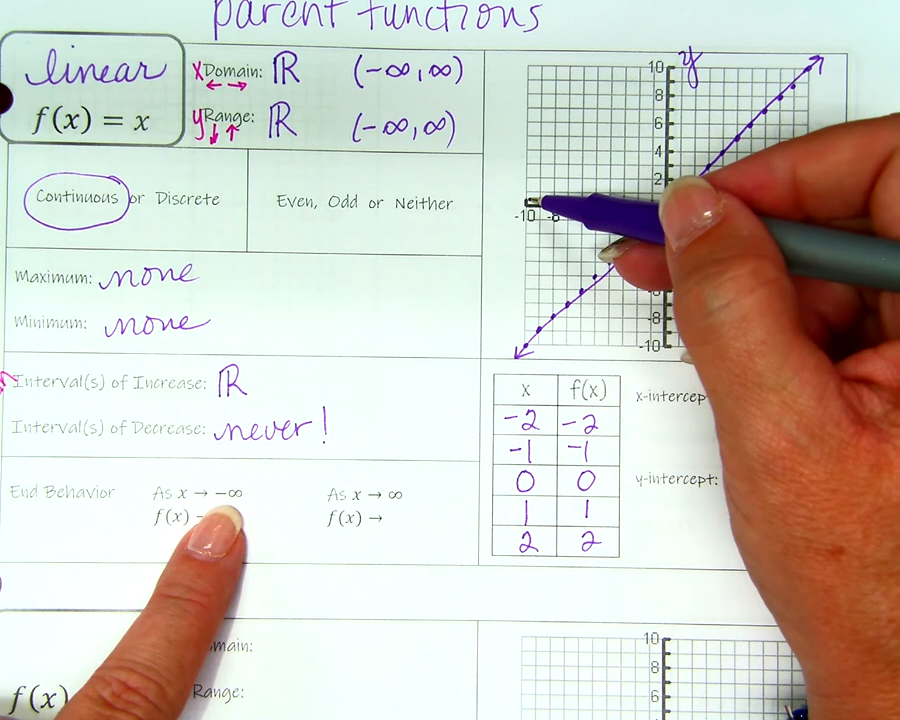 parent functions
linear
f(x) = x
x Domain: ℝ (-∞, ∞)
y Range: ℝ (-∞, ∞)
Continuous or Discrete
Even, Odd or Neither
Maximum: none
Minimum: none
Interval(s) of Increase: ℝ
Interval(s) of Decrease: never!
End Behavior
As x → -∞
f(x)
As x → ∞
f(x) →
y
10
8
6
4
2
-10 -8
-8
-10
x f(x)
-2 -2
-1 -1
0 0
1 1
2 2
x-intercep
y-intercept:
main:
Range:
f(x)
10
8
6